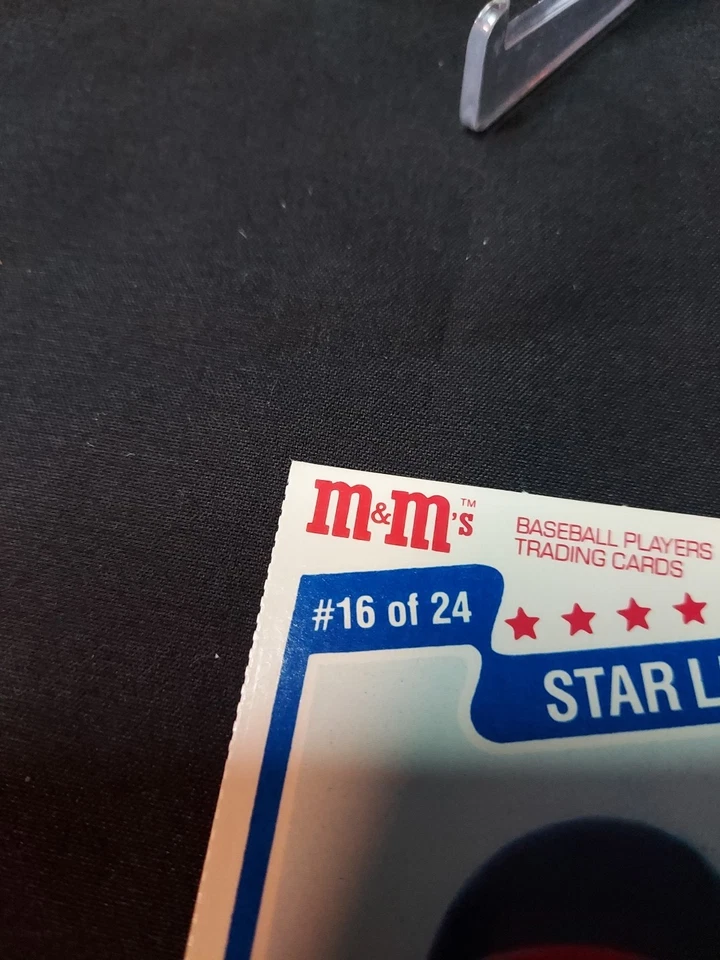 m&m's™
BASEBALL PLAYERS
TRADING CARDS
#16 of 24
STAR